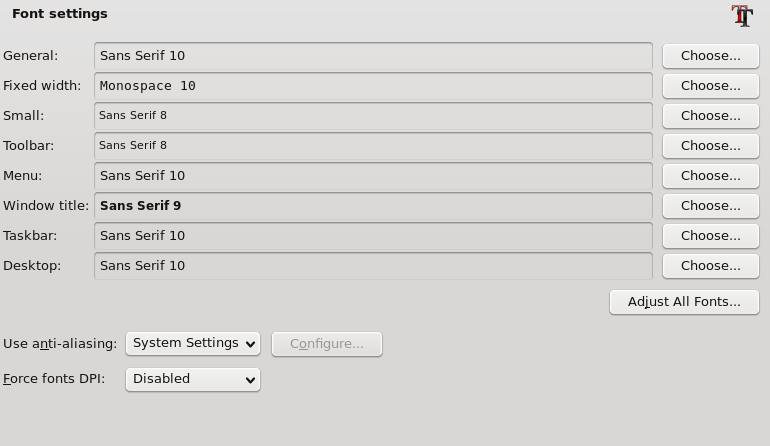 Font settings
General: Sans Serif 10 Choose...
Fixed width: Monospace 10 Choose...
Small: Sans Serif 8 Choose...
Toolbar: Sans Serif 8 Choose...
Menu: Sans Serif 10 Choose...
Window title: Sans Serif 9 Choose...
Taskbar: Sans Serif 10 Choose...
Desktop: Sans Serif 10 Choose...
Adjust All Fonts...
Use anti-aliasing: System Settings Configure...
Force fonts DPI: Disabled